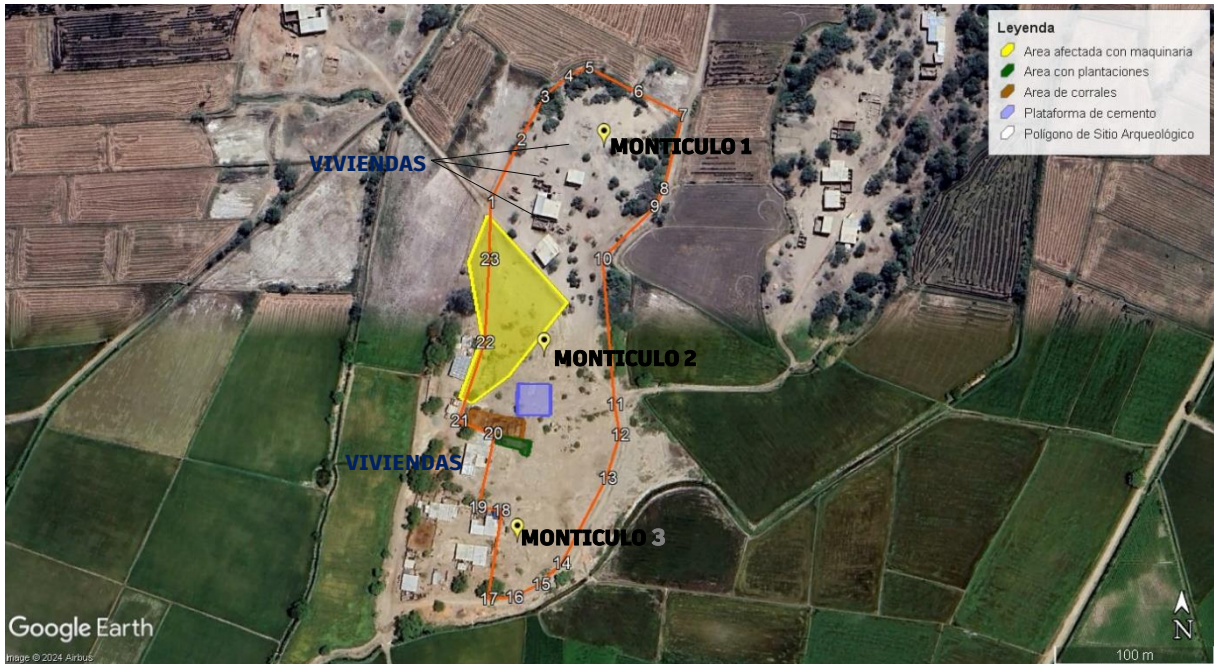 Leyenda
Area afectada con maquinaria
Area con plantaciones
Area de corrales
Plataforma de cemento
Polígono de Sitio Arqueológico
5
4
6
3
7
2
MONTICULO 1
VIVIENDAS
8
1
9
23
10
22
MONTICULO 2
11
21
20
12
VIVIENDAS
13
19
18
MONTICULO 3
14
15
17
16
Google Earth
N
Image © 2024 Airbus
100 m